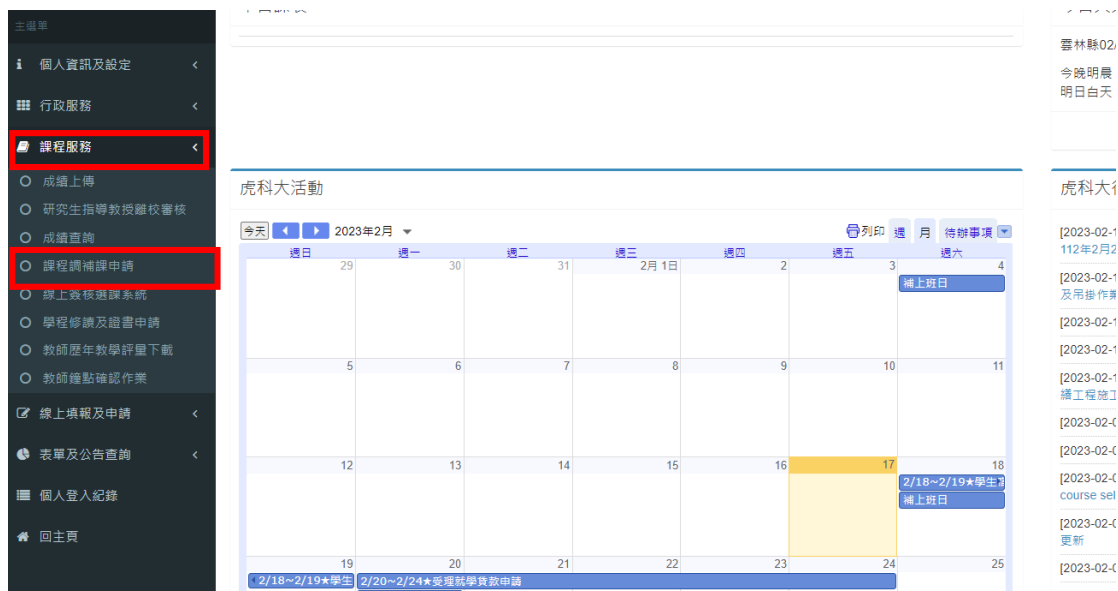 主選單
個人資訊及設定
行政服務
課程服務
成績上傳
研究生指導教授離校審核
成績查詢
課程調補課申請
線上簽核選課系統
學程修讀及證書申請
教師歷年教學評量下載
教師鐘點確認作業
線上填報及申請
表單及公告查詢
個人登入紀錄
回主頁
虎科大活動
今天 2023年2月 列印 週 月 待辦事項
週日 週一 週二 週三 週四 週五 週六
29 30 31 2月 1日 2 3 4
補上班日
5 6 7 8 9 10 11
12 13 14 15 16 17 18
2/18~2/19★學生
補上班日
19 20 21 22 23 24 25
2/18~2/19★學生 2/20~2/24★受理就學貸款申請
雲林縣02/
今晚明晨
明日白天
虎科大
[2023-02-1
112年2月2
[2023-02-1
及吊掛作業
[2023-02-1
[2023-02-1
[2023-02-1
繕工程施工
[2023-02-0
[2023-02-0
[2023-02-0
course sel
[2023-02-0
更新
[2023-02-0